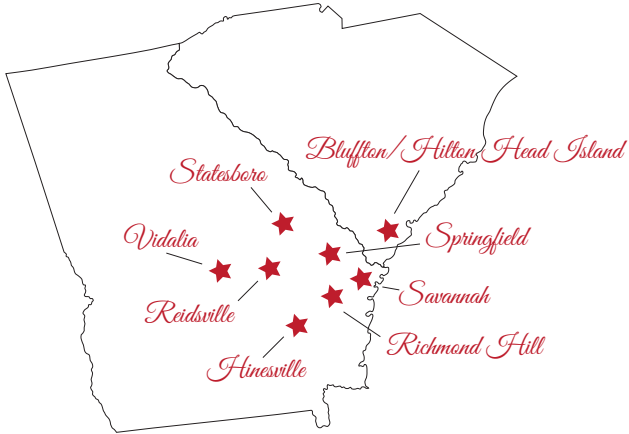 Bluffton/Hilton Head Island
Statesboro
Vidalia
Springfield
Savannah
Reidsville
Richmond Hill
Hinesville